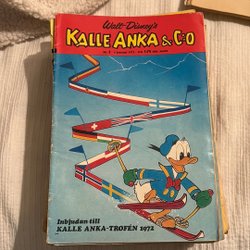 Walt Disney's
KALLE ANKA & C:O
Inbjudan till
KALLE ANKA-TROFÉN 1972